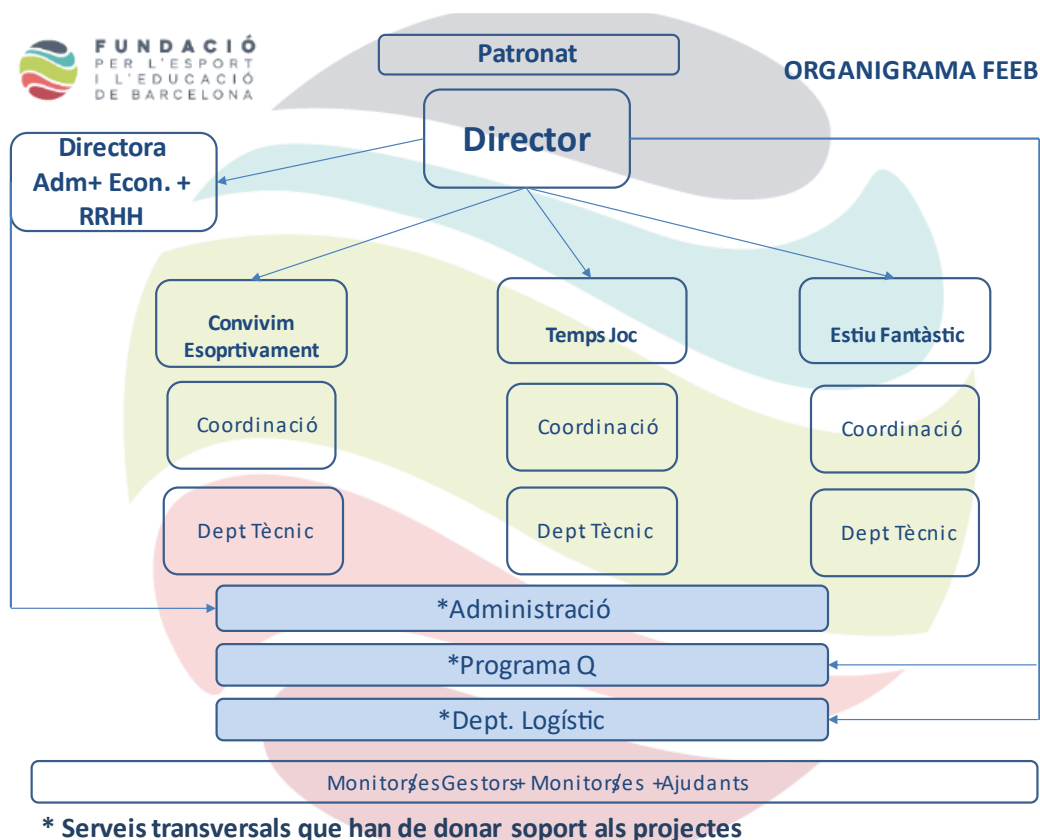 FUNDACIÓ
PER L'ESPORT
I L'EDUCACIÓ
DE BARCELONA
Patronat
ORGANIGRAMA FEEB
Director
Directora
Adm+ Econ. +
RRHH
Convivim
Esoprtivament
Temps Joc
Estiu Fantàstic
Coordinació
Coordinació
Coordinació
Dept Tècnic
Dept Tècnic
Dept Tècnic
*Administració
*Programa Q
*Dept. Logístic
Monitors/es Gestors+ Monitors/es +Ajudants
* Serveis transversals que han de donar soport als projectes